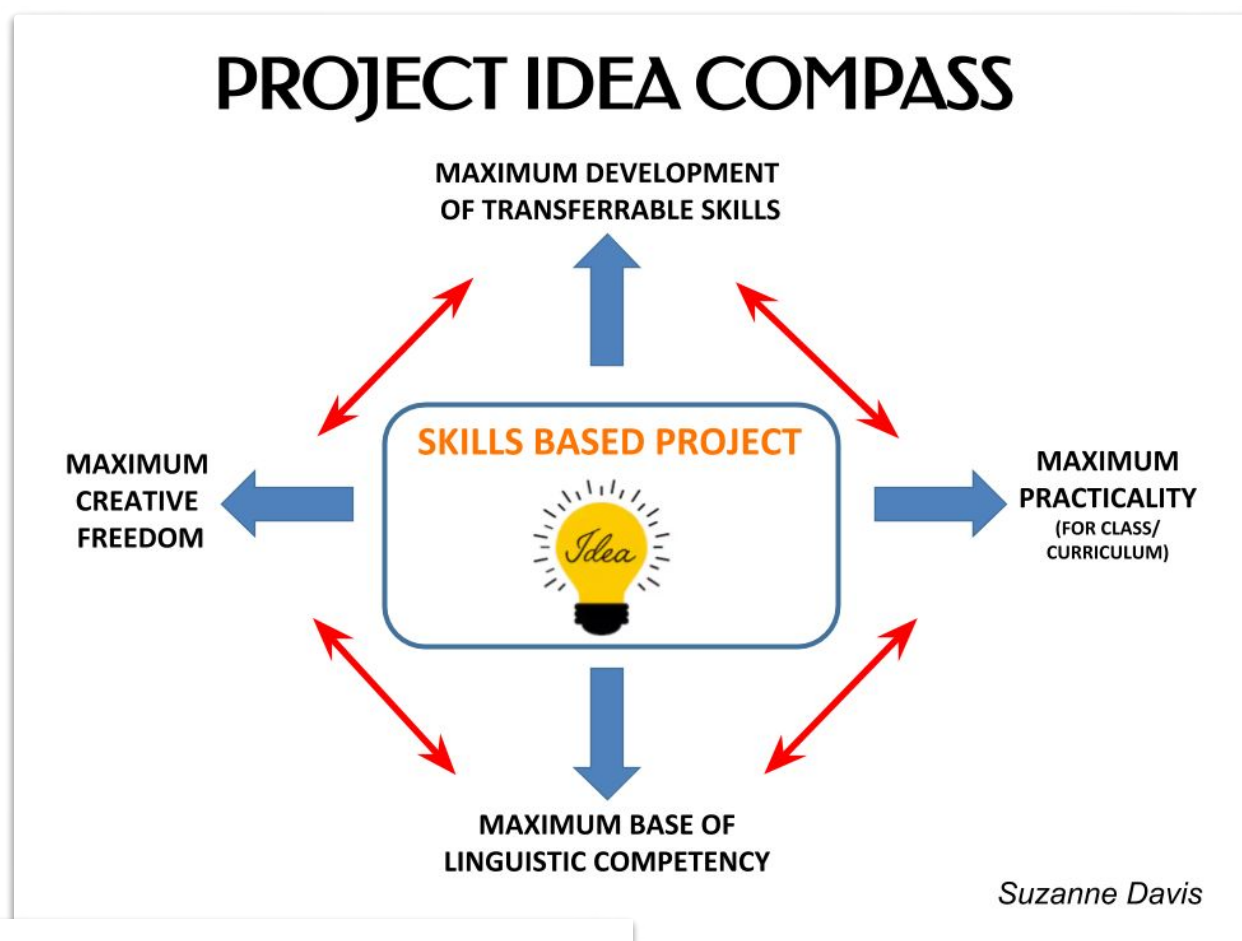 PROJECT IDEA COMPASS
MAXIMUM DEVELOPMENT
OF TRANSFERRABLE SKILLS
SKILLS BASED PROJECT
Idea
MAXIMUM
CREATIVE
FREEDOM
MAXIMUM
PRACTICALITY
(FOR CLASS/
CURRICULUM)
MAXIMUM BASE OF
LINGUISTIC COMPETENCY
Suzanne Davis